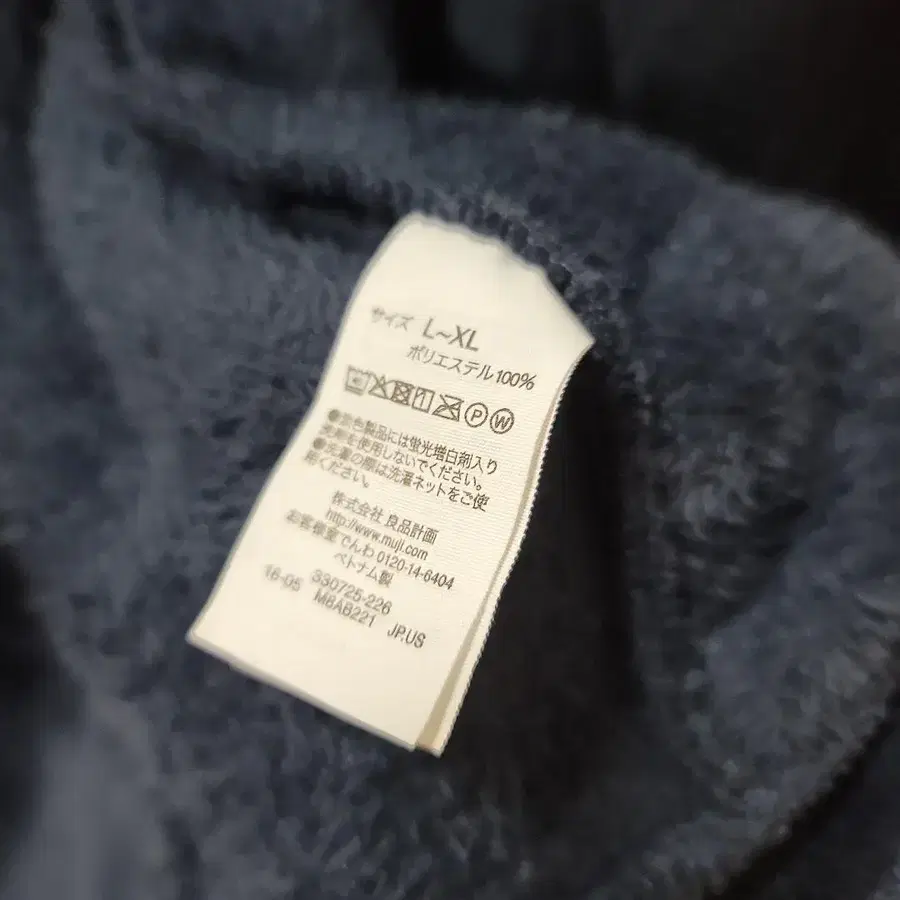 サイズ L~XL
ポリエステル100%
P W
●淡色製品には蛍光増白剤入り
洗剤を使用しないでください。
●洗濯の際は洗濯ネットをご使
用ください。
株式会社 良品計画
http://www.muji.com
お客様室でんわ 0120-14-6404
ベトナム製
16-05 330725-226
M8AB221 JP.US